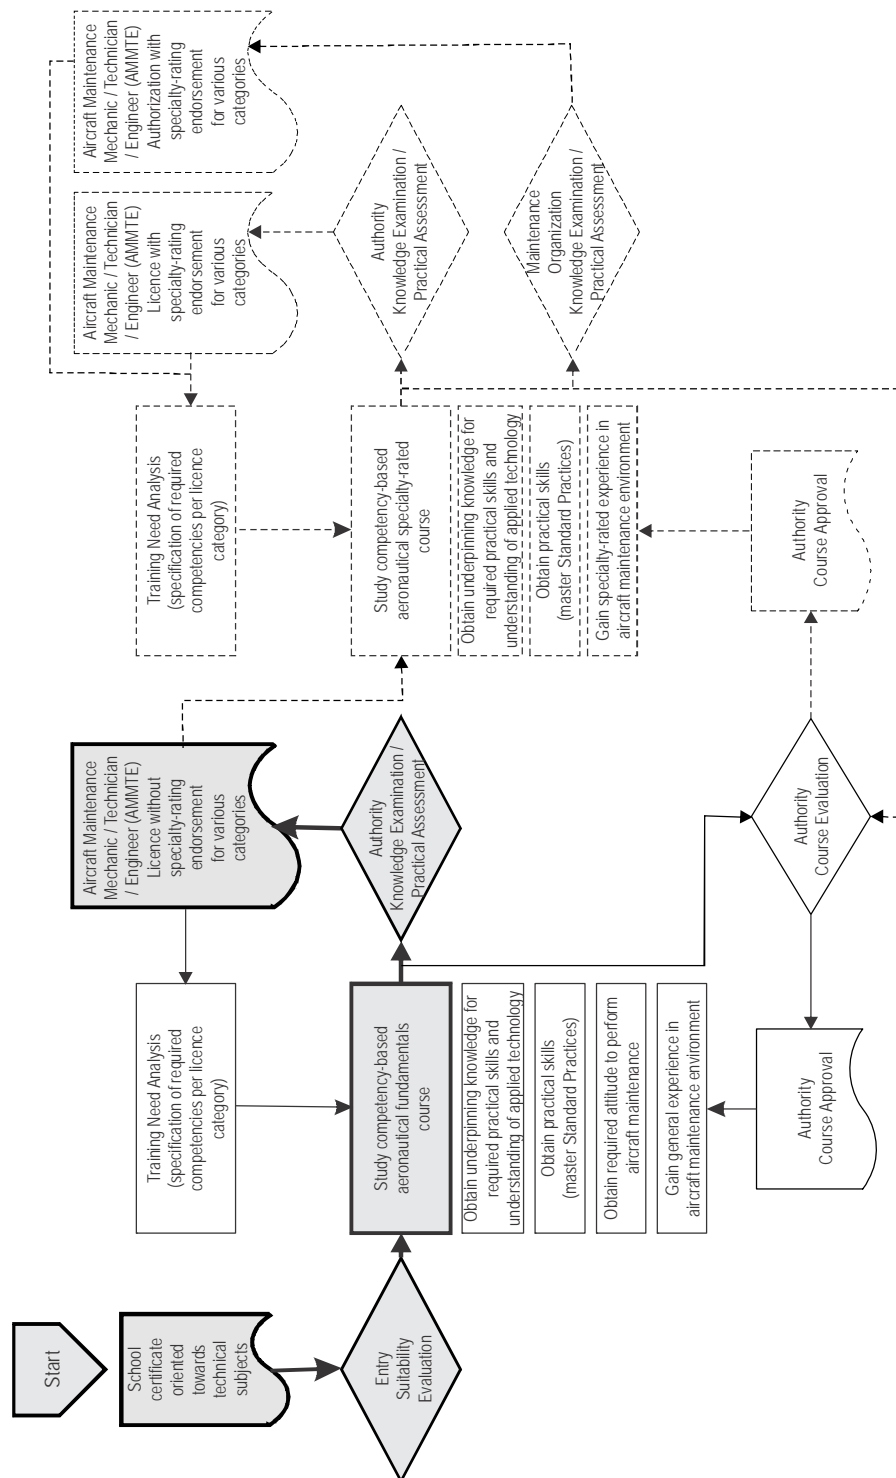 Start
School
certificate
oriented
towards
technical
subjects
Entry
Suitability
Evaluation
Training Need Analysis
(specification of required
competencies per licence
category)
Study competency-based
aeronautical fundamentals
course
Obtain underpinning knowledge for
required practical skills and
understanding of applied technology
Obtain practical skills
(master Standard Practices)
Obtain required attitude to perform
aircraft maintenance
Gain general experience in
aircraft maintenance environment
Authority
Course Approval
Aircraft Maintenance
Mechanic / Technician
/ Engineer (AMMTE)
Licence without
specialty-rating
endorsement
for various
categories
Authority
Knowledge Examination /
Practical Assessment
Authority
Course Evaluation
Training Need Analysis
(specification of required
competencies per licence
category)
Study competency-based
aeronautical specialty-rated
course
Obtain underpinning knowledge for
required practical skills and
understanding of applied technology
Obtain practical skills
(master Standard Practices)
Gain specialty-rated experience in
aircraft maintenance environment
Authority
Course Approval
Aircraft Maintenance
Mechanic / Technician
/ Engineer (AMMTE)
Licence with
specialty-rating
endorsement
for various
categories
Authority
Knowledge Examination /
Practical Assessment
Maintenance
Organization
Knowledge Examination /
Practical Assessment
Aircraft Maintenance
Mechanic / Technician
/ Engineer (AMMTE)
Authorization with
specialty-rating
endorsement
for various
categories